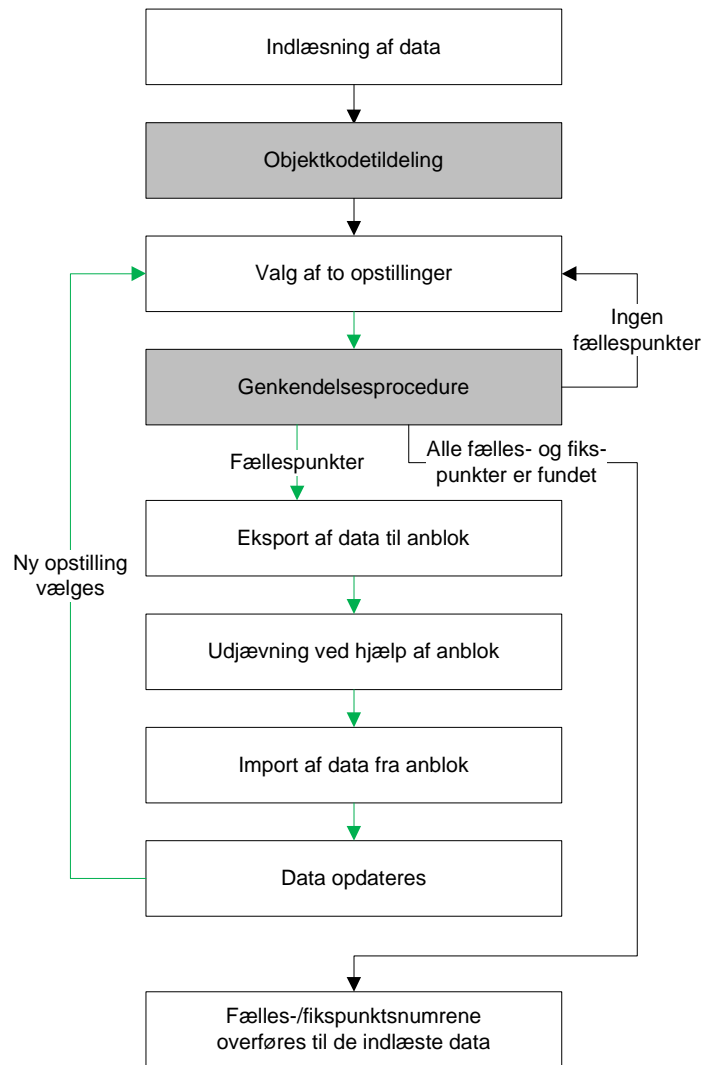 Indlæsning af data
Objektkodetildeling
Valg af to opstillinger
Ingen
fællespunkter
Genkendelsesprocedure
Fællespunkter
Alle fælles- og fiks-
punkter er fundet
Eksport af data til anblok
Ny opstilling
vælges
Udjævning ved hjælp af anblok
Import af data fra anblok
Data opdateres
Fælles-/fikspunktsnumrene
overføres til de indlæste data